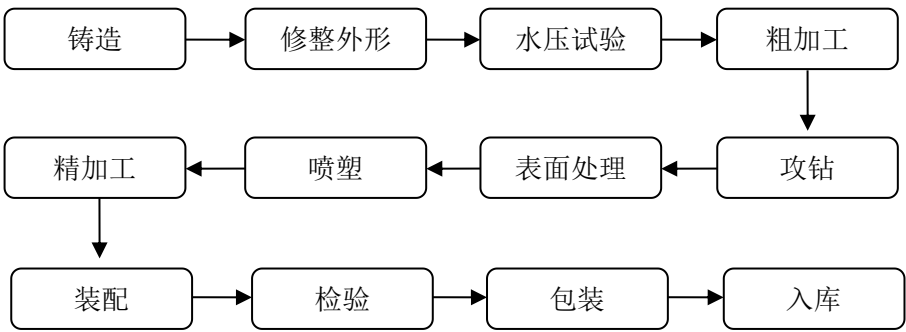 铸造
修整外形
水压试验
粗加工
攻钻
表面处理
喷塑
精加工
装配
检验
包装
入库